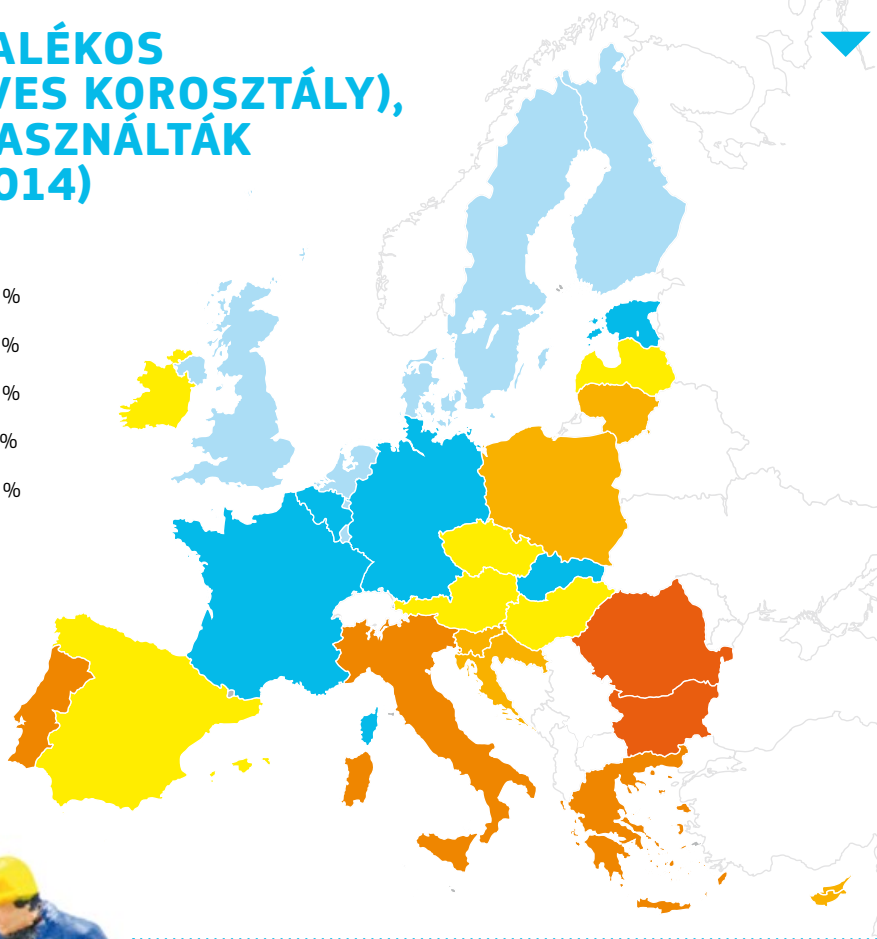 ALÉKOS
VES KOROSZTÁLY),
ASZNÁLTÁK
014)
%
%
%
%
%